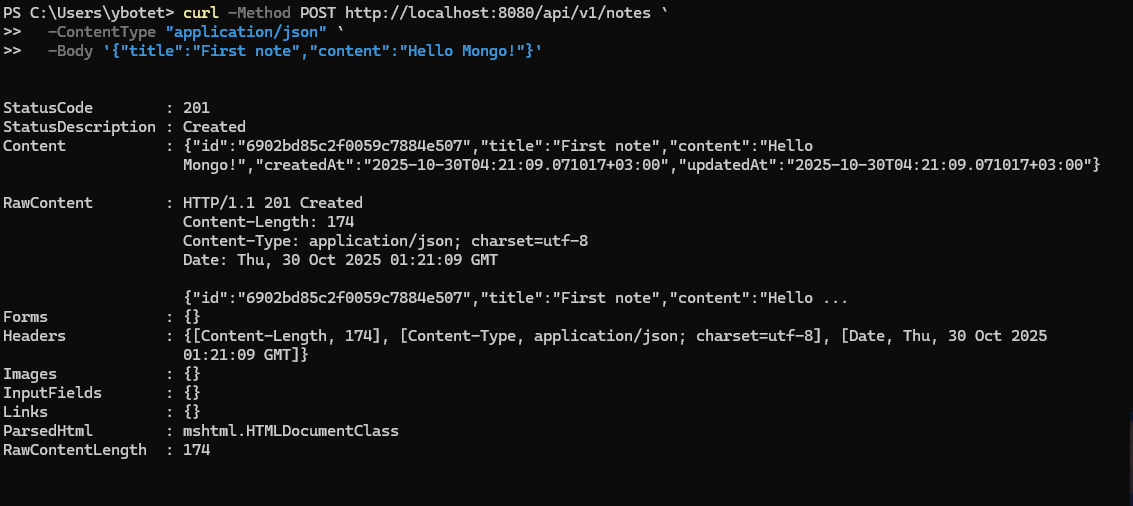 PS C:\Users\ybotet> curl -Method POST http://localhost:8080/api/v1/notes `
>>   -ContentType "application/json" `
>>   -Body '{"title":"First note","content":"Hello Mongo!"}'
StatusCode        : 201
StatusDescription : Created
Content           : {"id":"6902bd85c2f0059c7884e507","title":"First note","content":"Hello
                    Mongo!","createdAt":"2025-10-30T04:21:09.071017+03:00","updatedAt":"2025-10-30T04:21:09.071017+03:00"}
RawContent        : HTTP/1.1 201 Created
                    Content-Length: 174
                    Content-Type: application/json; charset=utf-8
                    Date: Thu, 30 Oct 2025 01:21:09 GMT
                    {"id":"6902bd85c2f0059c7884e507","title":"First note","content":"Hello ...
Forms             : {}
Headers           : {[Content-Length, 174], [Content-Type, application/json; charset=utf-8], [Date, Thu, 30 Oct 2025
                    01:21:09 GMT]}
Images            : {}
InputFields       : {}
Links             : {}
ParsedHtml        : mshtml.HTMLDocumentClass
RawContentLength  : 174